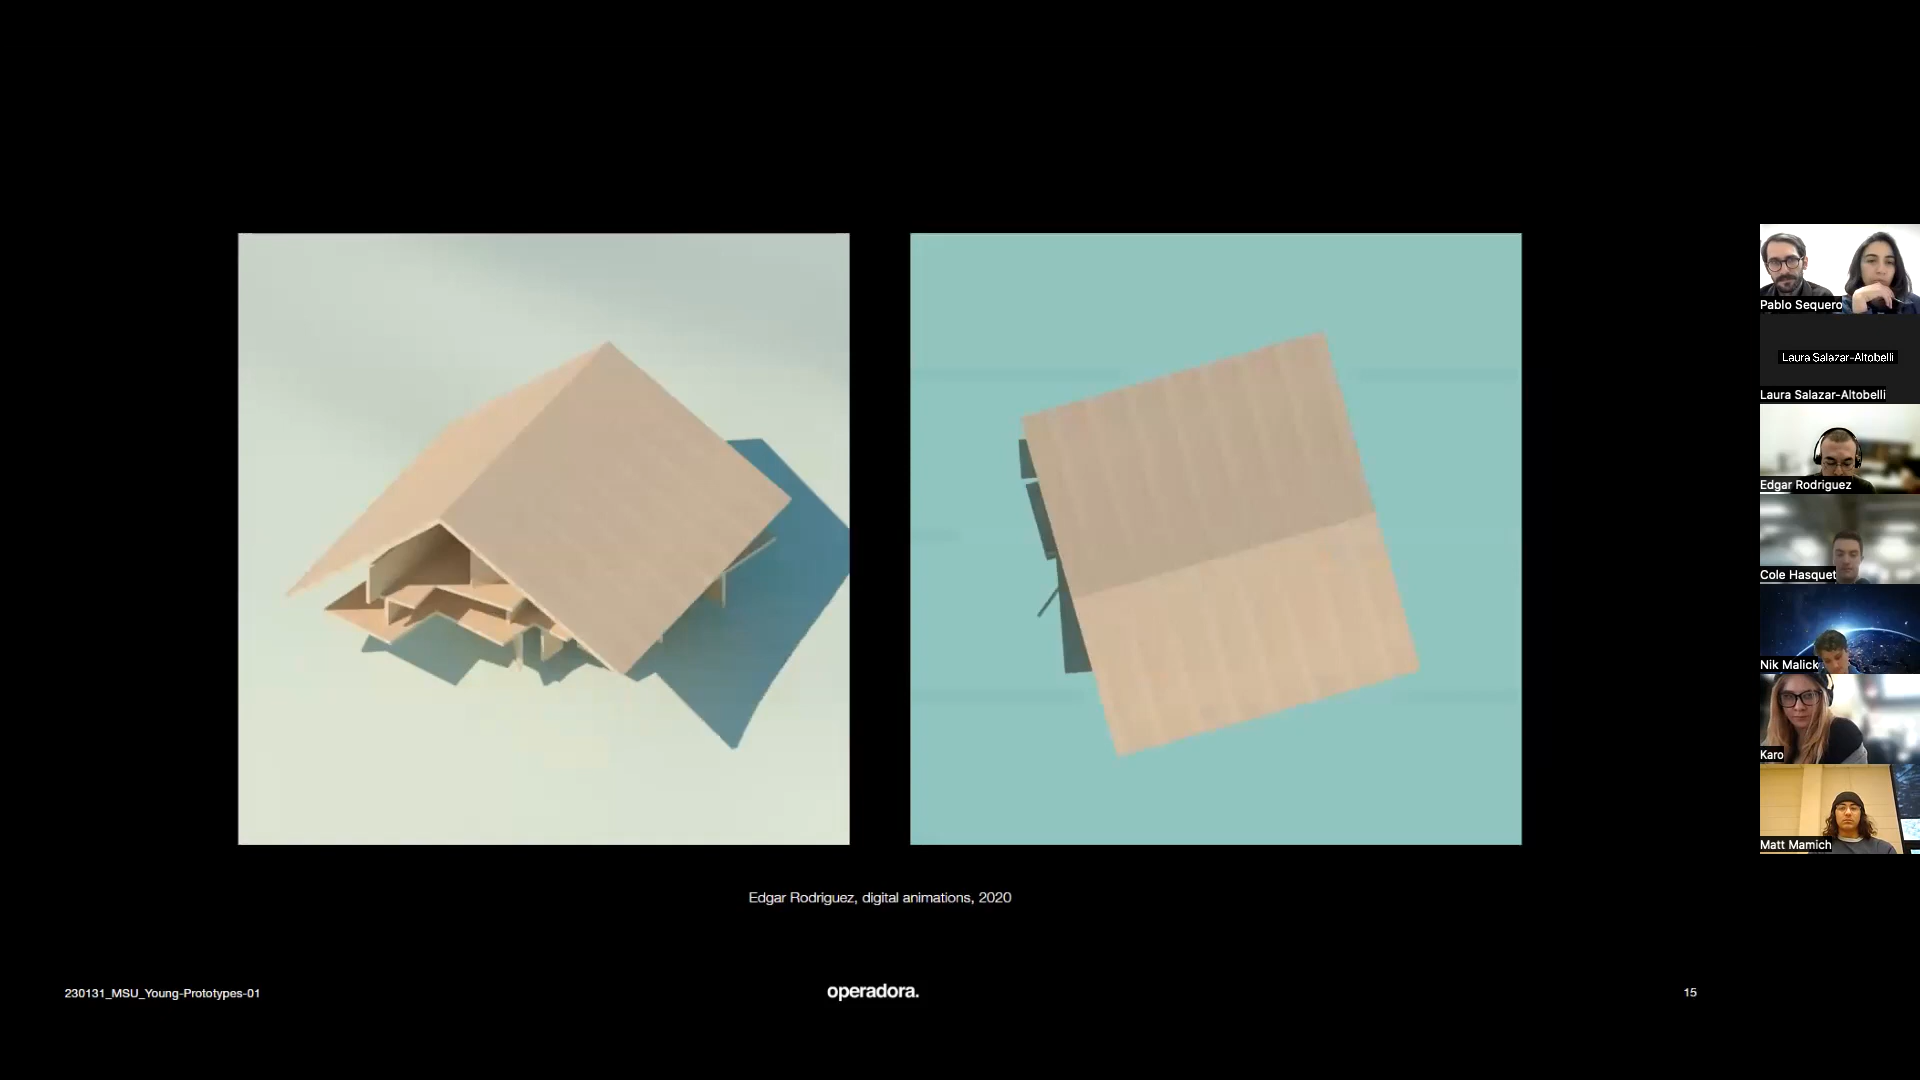 Pablo Sequero
Laura Salazar-Altobelli
Laura Salazar-Altobelli
Edgar Rodriguez
Cole Hasquet
Nik Malick
Karo
Matt Mamich
Edgar Rodriguez, digital animations, 2020
230131_MSU_Young-Prototypes-01
operadora.
15